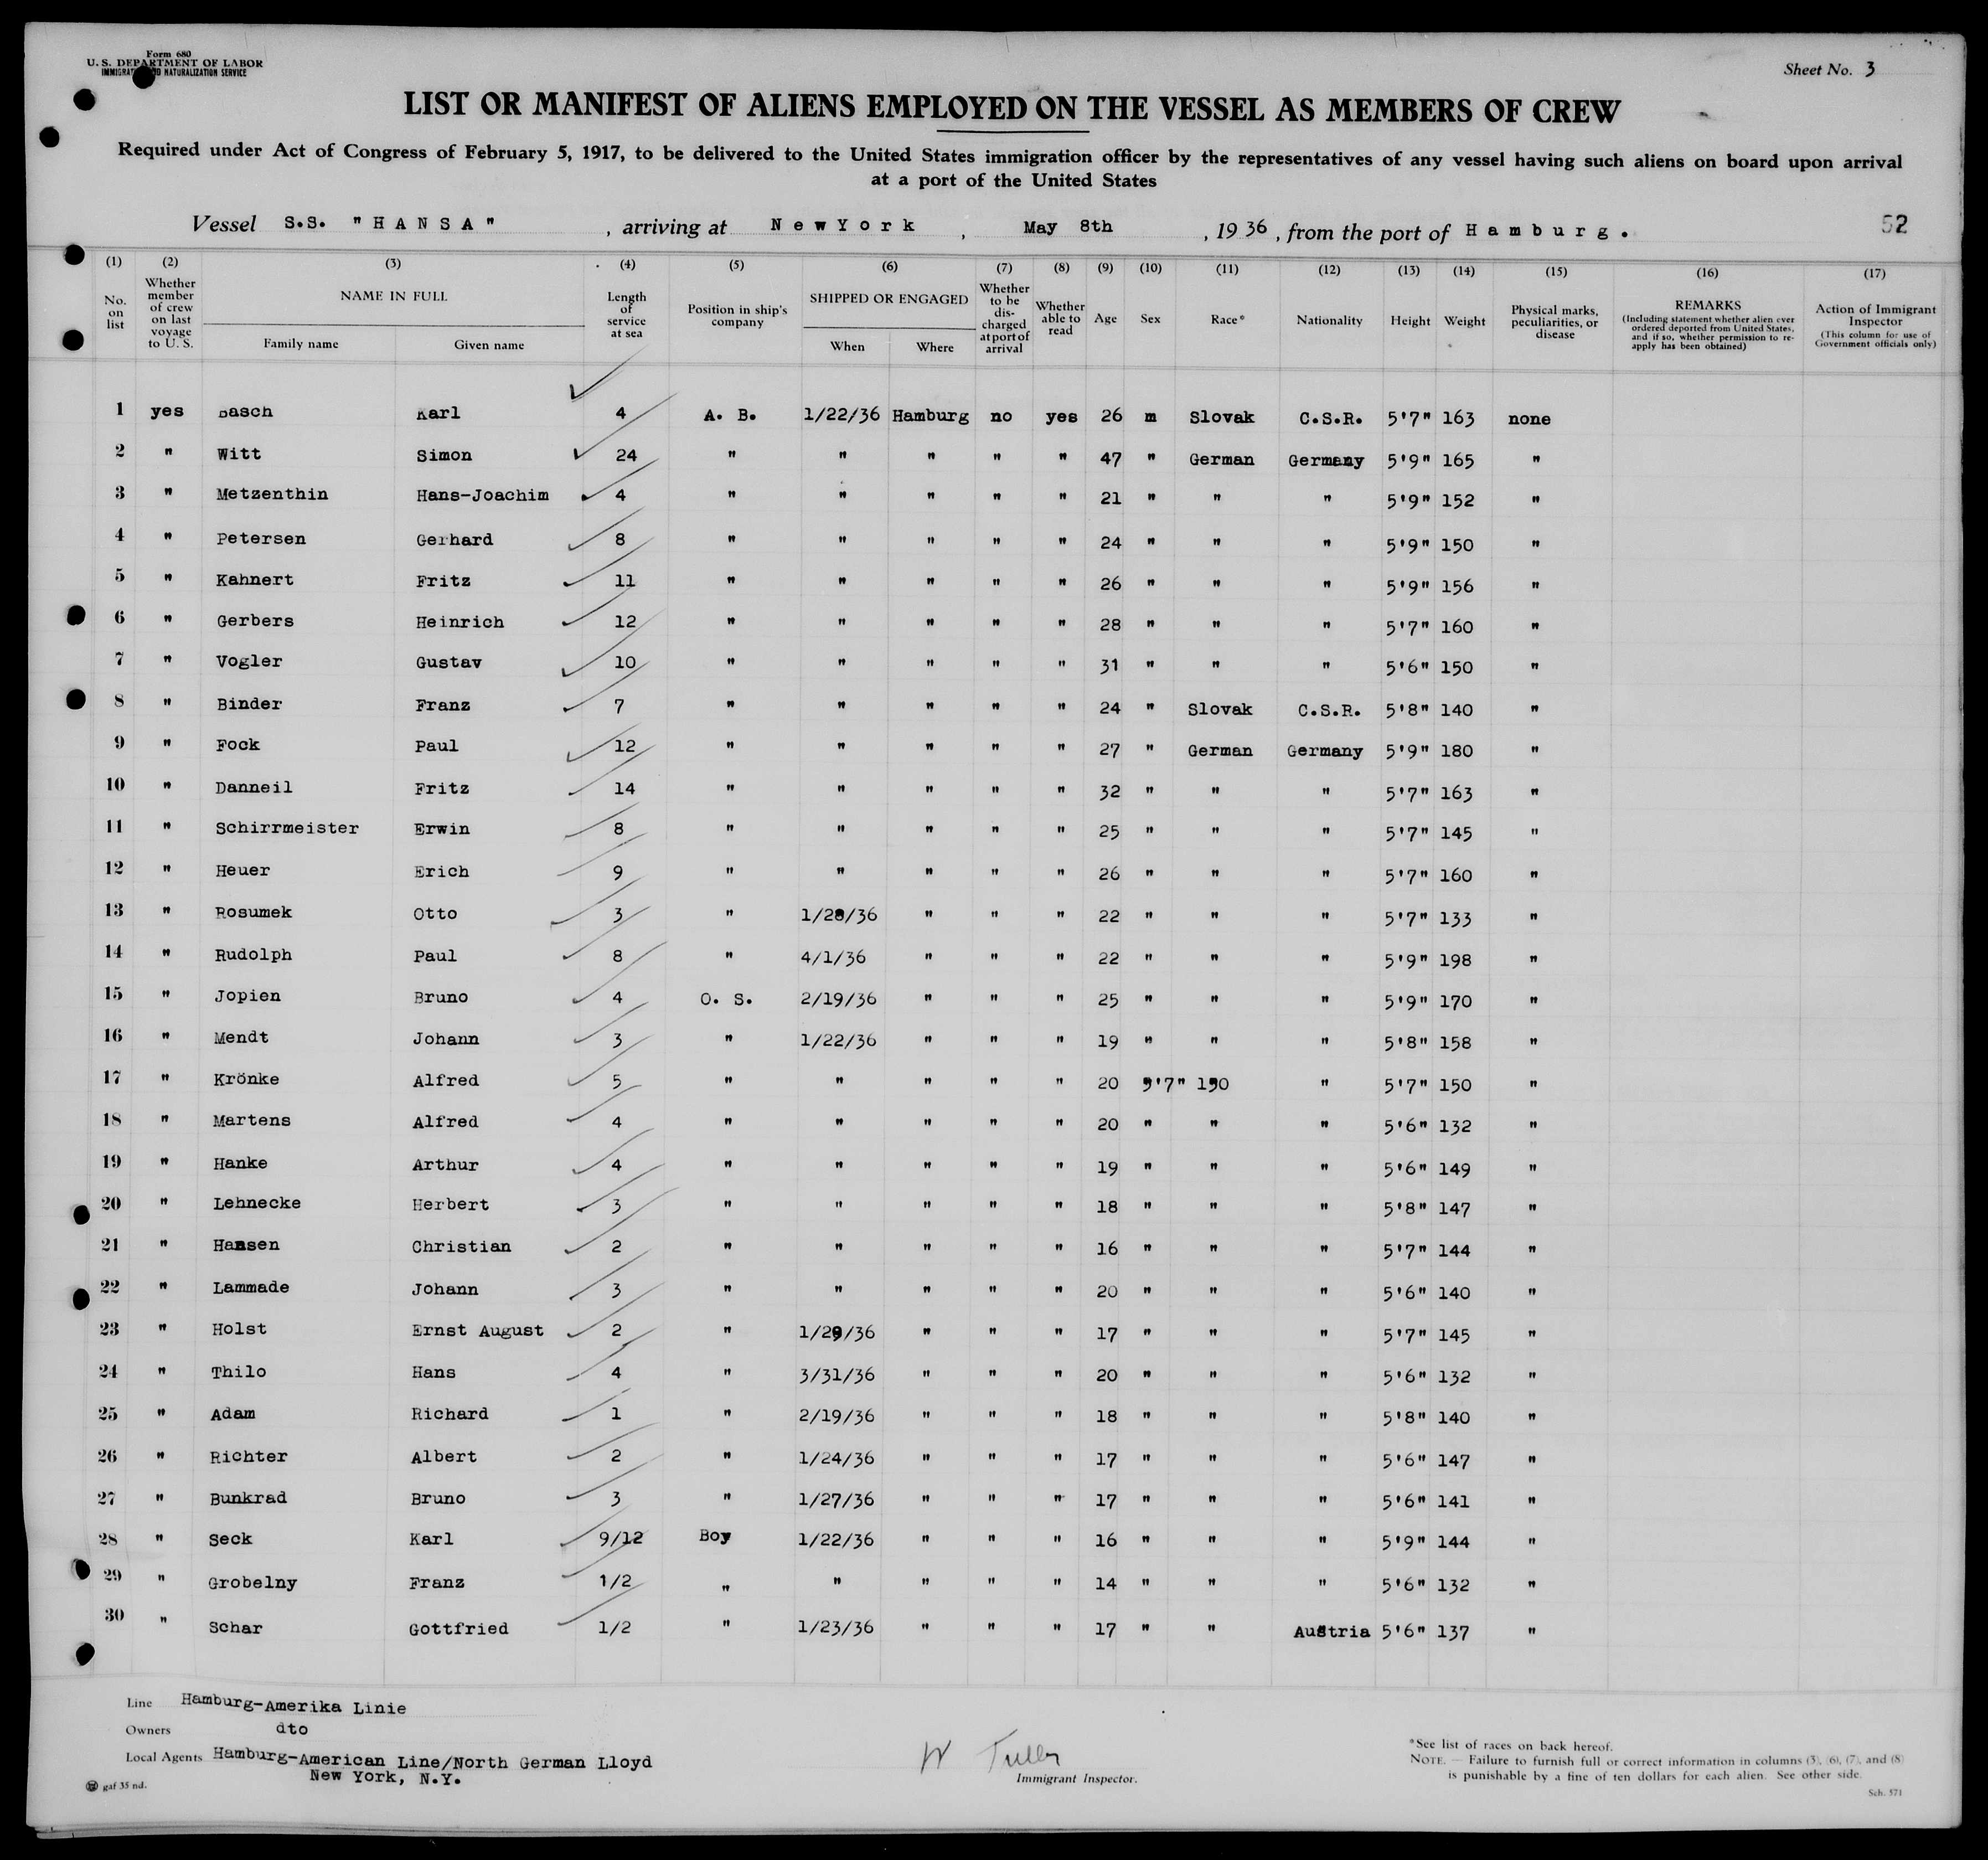 Form 680
U. S. DEPARTMENT OF LABOR
IMMIGRATION AND NATURALIZATION SERVICE
Sheet No. 3
LIST OR MANIFEST OF ALIENS EMPLOYED ON THE VESSEL AS MEMBERS OF CREW
Required under Act of Congress of February 5, 1917, to be delivered to the United States immigration officer by the representatives of any vessel having such aliens on board upon arrival
at a port of the United States
Vessel S.S. "HANSA" , arriving at NewYork , May 8th , 1936 , from the port of Hamburg.
52
(1) (2) (3) (4) (5) (6) (7) (8) (9) (10) (11) (12) (13) (14) (15) (16) (17)
No. on list
Whether member of crew on last voyage to U. S.
NAME IN FULL
Family name Given name
Length of service at sea
Position in ship's company
SHIPPED OR ENGAGED
When Where
Whether to be discharged at port of arrival
Whether able to read
Age
Sex
Race*
Nationality
Height
Weight
Physical marks, peculiarities, or disease
REMARKS
(Including statement whether alien ever ordered deported from United States, and if so, whether permission to re-apply has been obtained)
Action of Immigrant Inspector
(This column for use of Government officials only)
1 yes Basch Karl 4 A. B. 1/22/36 Hamburg no yes 26 m Slovak C.S.R. 5'7" 163 none
2 " Witt Simon 24 " " " " " 47 " German Germany 5'9" 165 "
3 " Metzenthin Hans-Joachim 4 " " " " " 21 " " " 5'9" 152 "
4 " Petersen Gerhard 8 " " " " " 24 " " " 5'9" 150 "
5 " Kahnert Fritz 11 " " " " " 26 " " " 5'9" 156 "
6 " Gerbers Heinrich 12 " " " " " 28 " " " 5'7" 160 "
7 " Vogler Gustav 10 " " " " " 31 " " " 5'6" 150 "
8 " Binder Franz 7 " " " " " 24 " Slovak C.S.R. 5'8" 140 "
9 " Fock Paul 12 " " " " " 27 " German Germany 5'9" 180 "
10 " Danneil Fritz 14 " " " " " 32 " " " 5'7" 163 "
11 " Schirrmeister Erwin 8 " " " " " 25 " " " 5'7" 145 "
12 " Heuer Erich 9 " " " " " 26 " " " 5'7" 160 "
13 " Rosumek Otto 3 " 1/28/36 " " " 22 " " " 5'7" 133 "
14 " Rudolph Paul 8 " 4/1/36 " " " 22 " " " 5'9" 198 "
15 " Jopien Bruno 4 O. S. 2/19/36 " " " 25 " " " 5'9" 170 "
16 " Mendt Johann 3 " 1/22/36 " " " 19 " " " 5'8" 158 "
17 " Krönke Alfred 5 " " " " " 20 5'7" 150 " 5'7" 150 "
18 " Martens Alfred 4 " " " " " 20 " " " 5'6" 132 "
19 " Hanke Arthur 4 " " " " " 19 " " " 5'6" 149 "
20 " Lehnecke Herbert 3 " " " " " 18 " " " 5'8" 147 "
21 " Hansen Christian 2 " " " " " 16 " " " 5'7" 144 "
22 " Lammade Johann 3 " " " " " 20 " " " 5'6" 140 "
23 " Holst Ernst August 2 " 1/29/36 " " " 17 " " " 5'7" 145 "
24 " Thilo Hans 4 " 3/31/36 " " " 20 " " " 5'6" 132 "
25 " Adam Richard 1 " 2/19/36 " " " 18 " " " 5'8" 140 "
26 " Richter Albert 2 " 1/24/36 " " " 17 " " " 5'6" 147 "
27 " Bunkrad Bruno 3 " 1/27/36 " " " 17 " " " 5'6" 141 "
28 " Seck Karl 9/12 Boy 1/22/36 " " " 16 " " " 5'9" 144 "
29 " Grobelny Franz 1/2 " " " " " 14 " " " 5'6" 132 "
30 " Schar Gottfried 1/2 " 1/23/36 " " " 17 " " Austria 5'6" 137 "
Line Hamburg-Amerika Linie
Owners dto
Local Agents Hamburg-American Line/North German Lloyd
New York, N.Y.
gaf 35 nd.
W
Immigrant Inspector.
*See list of races on back hereof.
NOTE. — Failure to furnish full or correct information in columns (3), (6), (7), and (8)
is punishable by a fine of ten dollars for each alien. See other side.
Sch. 571